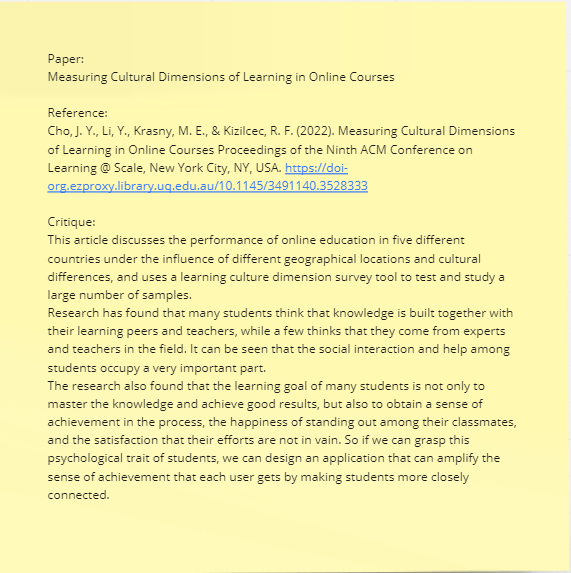 Paper:
Measuring Cultural Dimensions of Learning in Online Courses
Reference:
Cho, J. Y., Li, Y., Krasny, M. E., & Kizilcec, R. F. (2022). Measuring Cultural Dimensions
of Learning in Online Courses Proceedings of the Ninth ACM Conference on
Learning @ Scale, New York City, NY, USA. https://doi-
org.ezproxy.library.uq.edu.au/10.1145/3491140.3528333
Critique:
This article discusses the performance of online education in five different
countries under the influence of different geographical locations and cultural
differences, and uses a learning culture dimension survey tool to test and study a
large number of samples.
Research has found that many students think that knowledge is built together with
their learning peers and teachers, while a few thinks that they come from experts
and teachers in the field. It can be seen that the social interaction and help among
students occupy a very important part.
The research also found that the learning goal of many students is not only to
master the knowledge and achieve good results, but also to obtain a sense of
achievement in the process, the happiness of standing out among their classmates,
and the satisfaction that their efforts are not in vain. So if we can grasp this
psychological trait of students, we can design an application that can amplify the
sense of achievement that each user gets by making students more closely
connected.